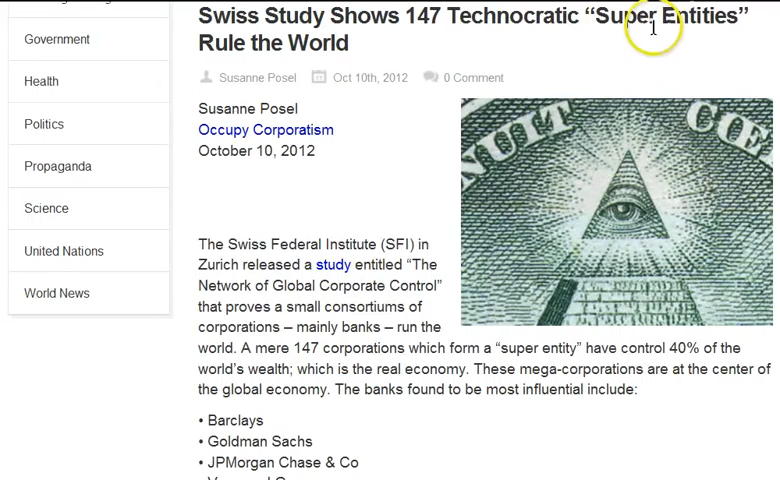 Swiss Study Shows 147 Technocratic “Super Entities”
Rule the World
Government
Health
Politics
Propaganda
Science
United Nations
World News
Susanne Posel Oct 10th, 2012 0 Comment
Susanne Posel
Occupy Corporatism
October 10, 2012
NUIT CŒ
The Swiss Federal Institute (SFI) in
Zurich released a study entitled “The
Network of Global Corporate Control”
that proves a small consortiums of
corporations – mainly banks – run the
world. A mere 147 corporations which form a “super entity” have control 40% of the
world’s wealth; which is the real economy. These mega-corporations are at the center of
the global economy. The banks found to be most influential include:
• Barclays
• Goldman Sachs
• JPMorgan Chase & Co